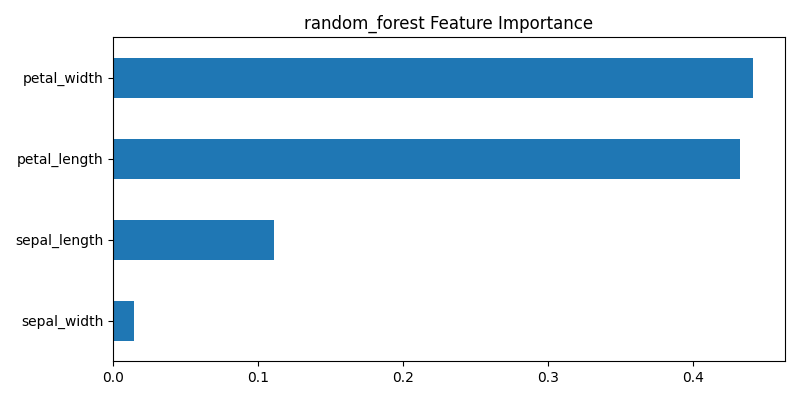 random_forest Feature Importance
petal_width
petal_length
sepal_length
sepal_width
0.0 0.1 0.2 0.3 0.4